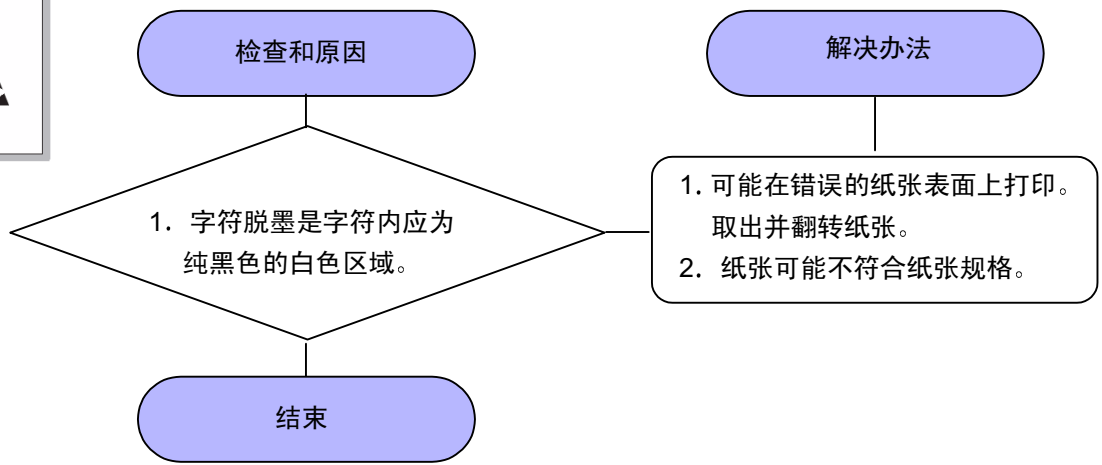 检查和原因
解决办法
1. 字符脱墨是字符内应为
纯黑色的白色区域。
1. 可能在错误的纸张表面上打印。
取出并翻转纸张。
2. 纸张可能不符合纸张规格。
结束